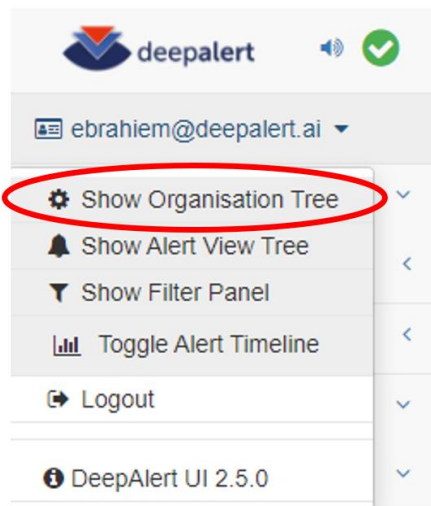 deepalert
ebrahiem@deepalert.ai
Show Organisation Tree
Show Alert View Tree
Show Filter Panel
Toggle Alert Timeline
Logout
DeepAlert UI 2.5.0